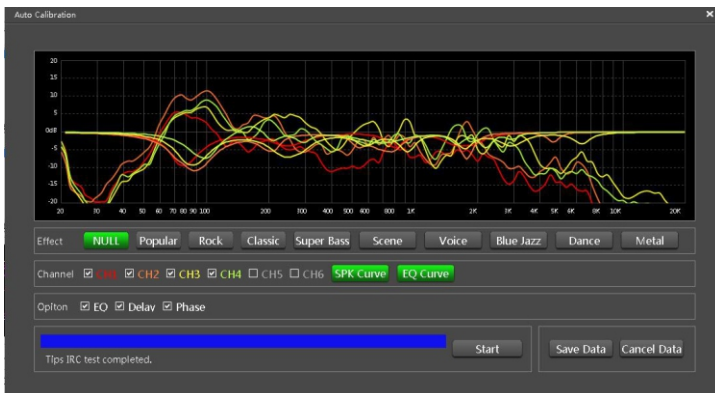 Auto Calibration
×
20
15
10
5
0dB
-5
-10
-15
-20
20 30 40 50 60 70 80 90 100 200 300 400 500 600 800 1K 2K 3K 4K 5K 6K 8K 10K 20K
Effect NULL Popular Rock Classic Super Bass Scene Voice Blue Jazz Dance Metal
Channel CH1 CH2 CH3 CH4 CH5 CH6 SPK Curve EQ Curve
Opiton EQ Delay Phase
Start Save Data Cancel Data
Tips IRC test completed.